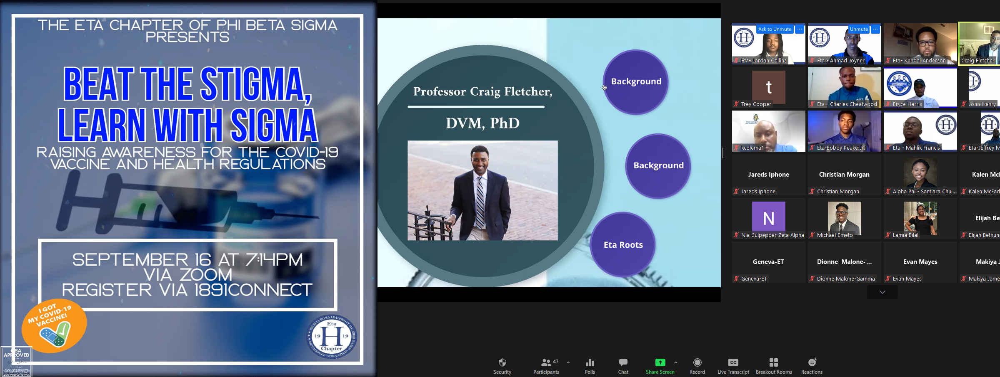 THE ETA CHAPTER OF PHI BETA SIGMA
PRESENTS
BEAT THE STIGMA,
LEARN WITH SIGMA
RAISING AWARENESS FOR THE COVID-19
VACCINE AND HEALTH REGULATIONS
SEPTEMBER 16 AT 7:14PM
VIA ZOOM
REGISTER VIA 1891CONNECT
I GOT
MY COVID-19
VACCINE!
PHI BETA SIGMA FRATERNITY, INC.
Eta
19 H 19
Chapter
BROTHERHOOD · SCHOLARSHIP · SERVICE
APPROVED
Professor Craig Fletcher,
DVM, PhD
Background
Background
Eta Roots
Ask to Unmute ...
Unmute ...
Eta- Jordan Collins
Eta - Ahmad Joyner
Eta- Kendal Anderson
Craig Fletcher
t
Trey Cooper
Eta - Charles Cheatwood
Bryce Harris
John Henry
kcolema1
Eta-Bobby Peake Jr.
Eta - Mahlik Francis
Eta-Jeffrey M
Jareds Iphone
Christian Morgan
Kalen McI
Jareds Iphone
Christian Morgan
Alpha Phi - Santiara Chu...
Kalen McFad
N
Elijah Be
Nia Culpepper Zeta Alpha
Michael Emeto
Lamia Bilal
Elijah Bethun
Geneva-ET
Dionne Malone-...
Evan Mayes
Makiya J
Geneva-ET
Dionne Malone-Gamma
Evan Mayes
Makiya Jame
47
CC
Security
Participants
Polls
Chat
Share Screen
Record
Live Transcript
Breakout Rooms
Reactions